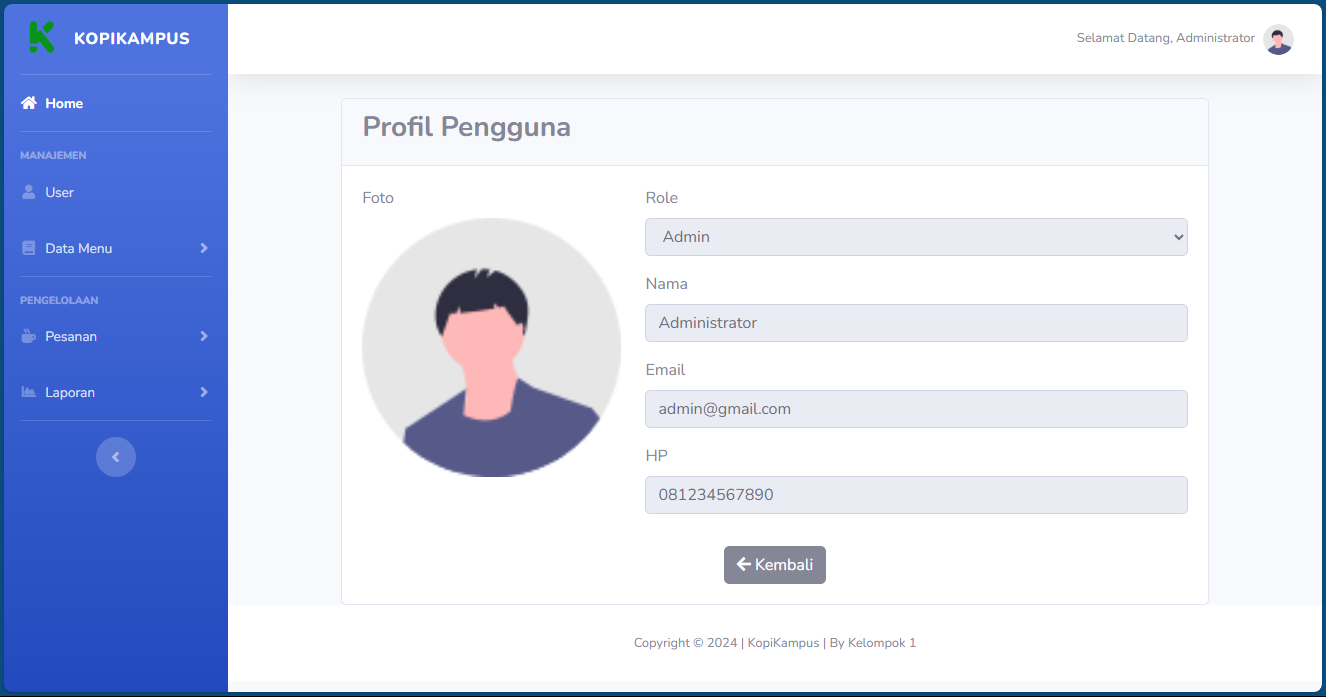 KOPIKAMPUS
Selamat Datang, Administrator
Home
MANAJEMEN
User
Data Menu
PENGELOLAAN
Pesanan
Laporan
Profil Pengguna
Foto
Role
Admin
Nama
Administrator
Email
admin@gmail.com
HP
081234567890
Kembali
Copyright © 2024 | KopiKampus | By Kelompok 1